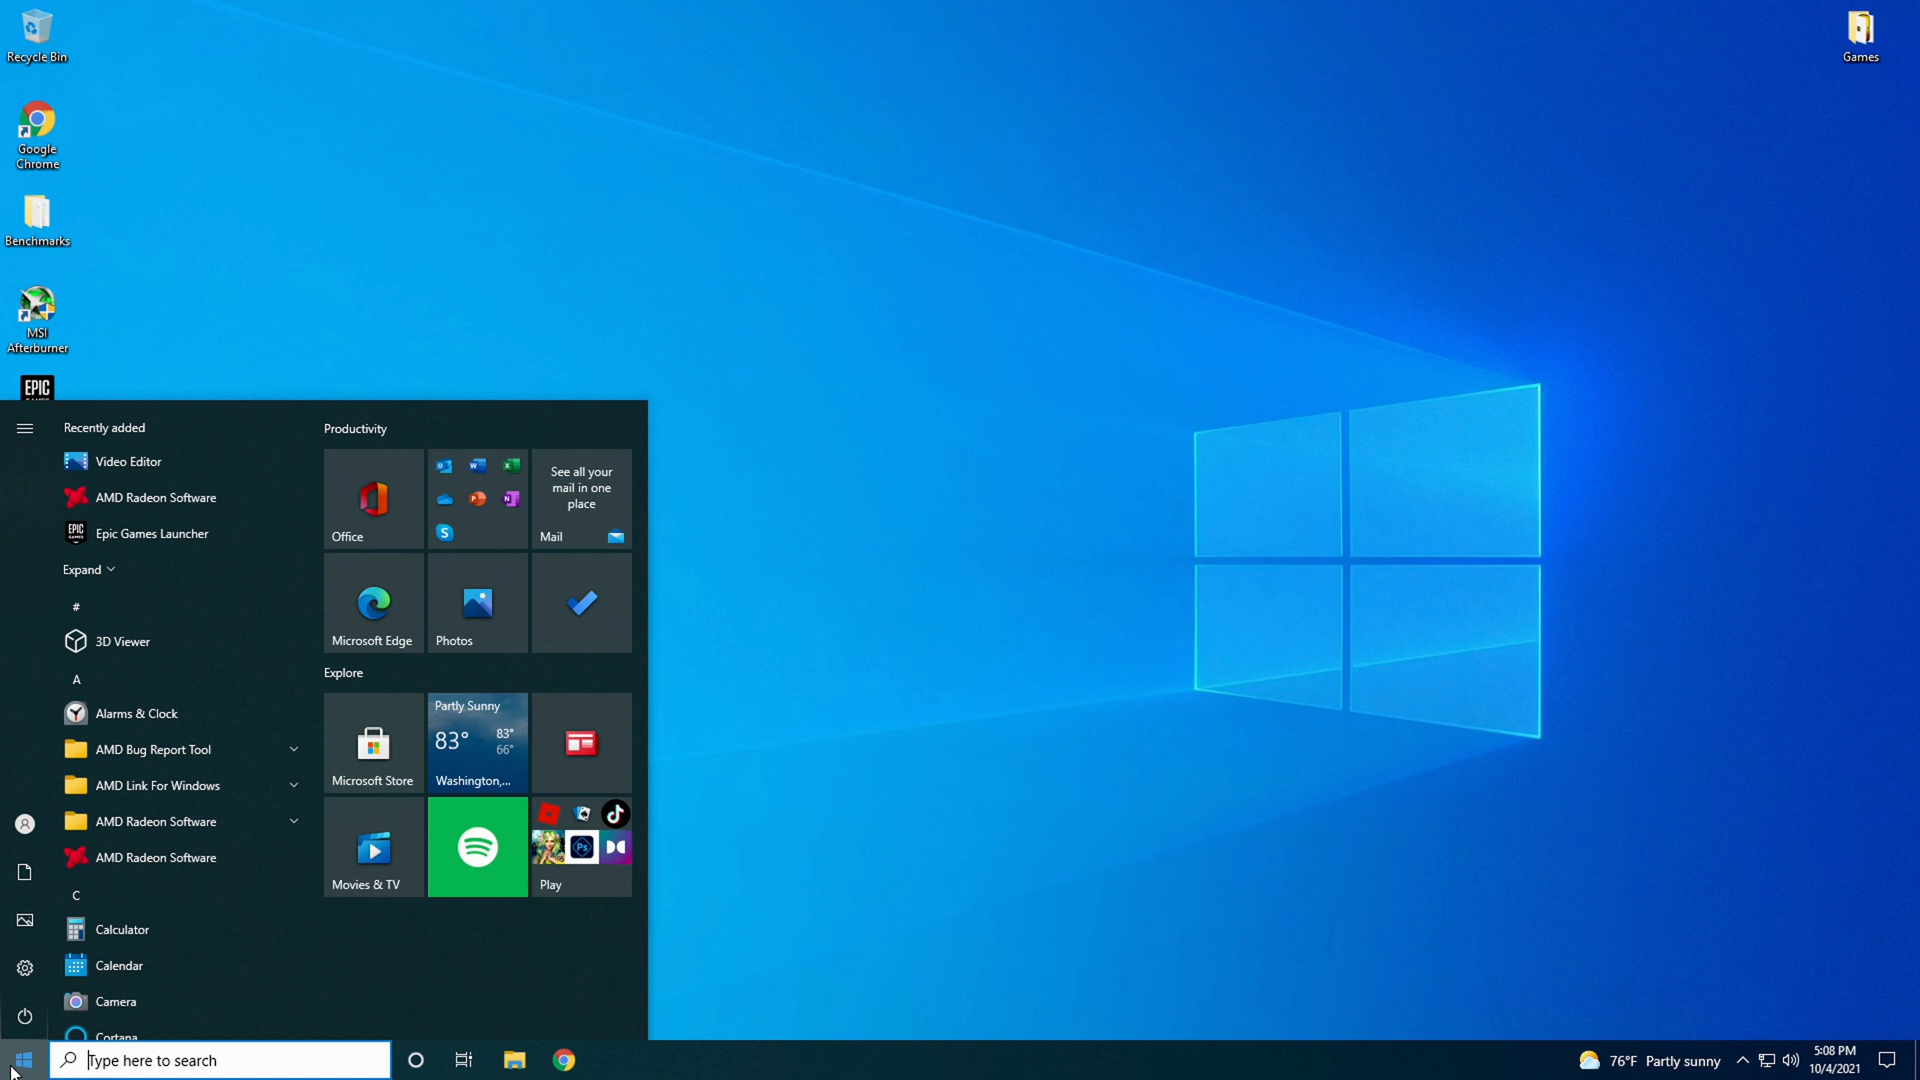 Recycle Bin
Google
Chrome
Benchmarks
MSI
Afterburner
EPIC
Games
Recently added
Video Editor
AMD Radeon Software
EPIC
GAMES
Epic Games Launcher
Expand
#
3D Viewer
A
Alarms & Clock
AMD Bug Report Tool
AMD Link For Windows
AMD Radeon Software
AMD Radeon Software
C
Calculator
Calendar
Camera
Cortana
Productivity
Office
See all your
mail in one
place
Mail
Microsoft Edge
Photos
Explore
Microsoft Store
Partly Sunny
83°
83°
66°
Washington,...
Movies & TV
Ps
Play
Type here to search
76°F Partly sunny
5:08 PM
10/4/2021